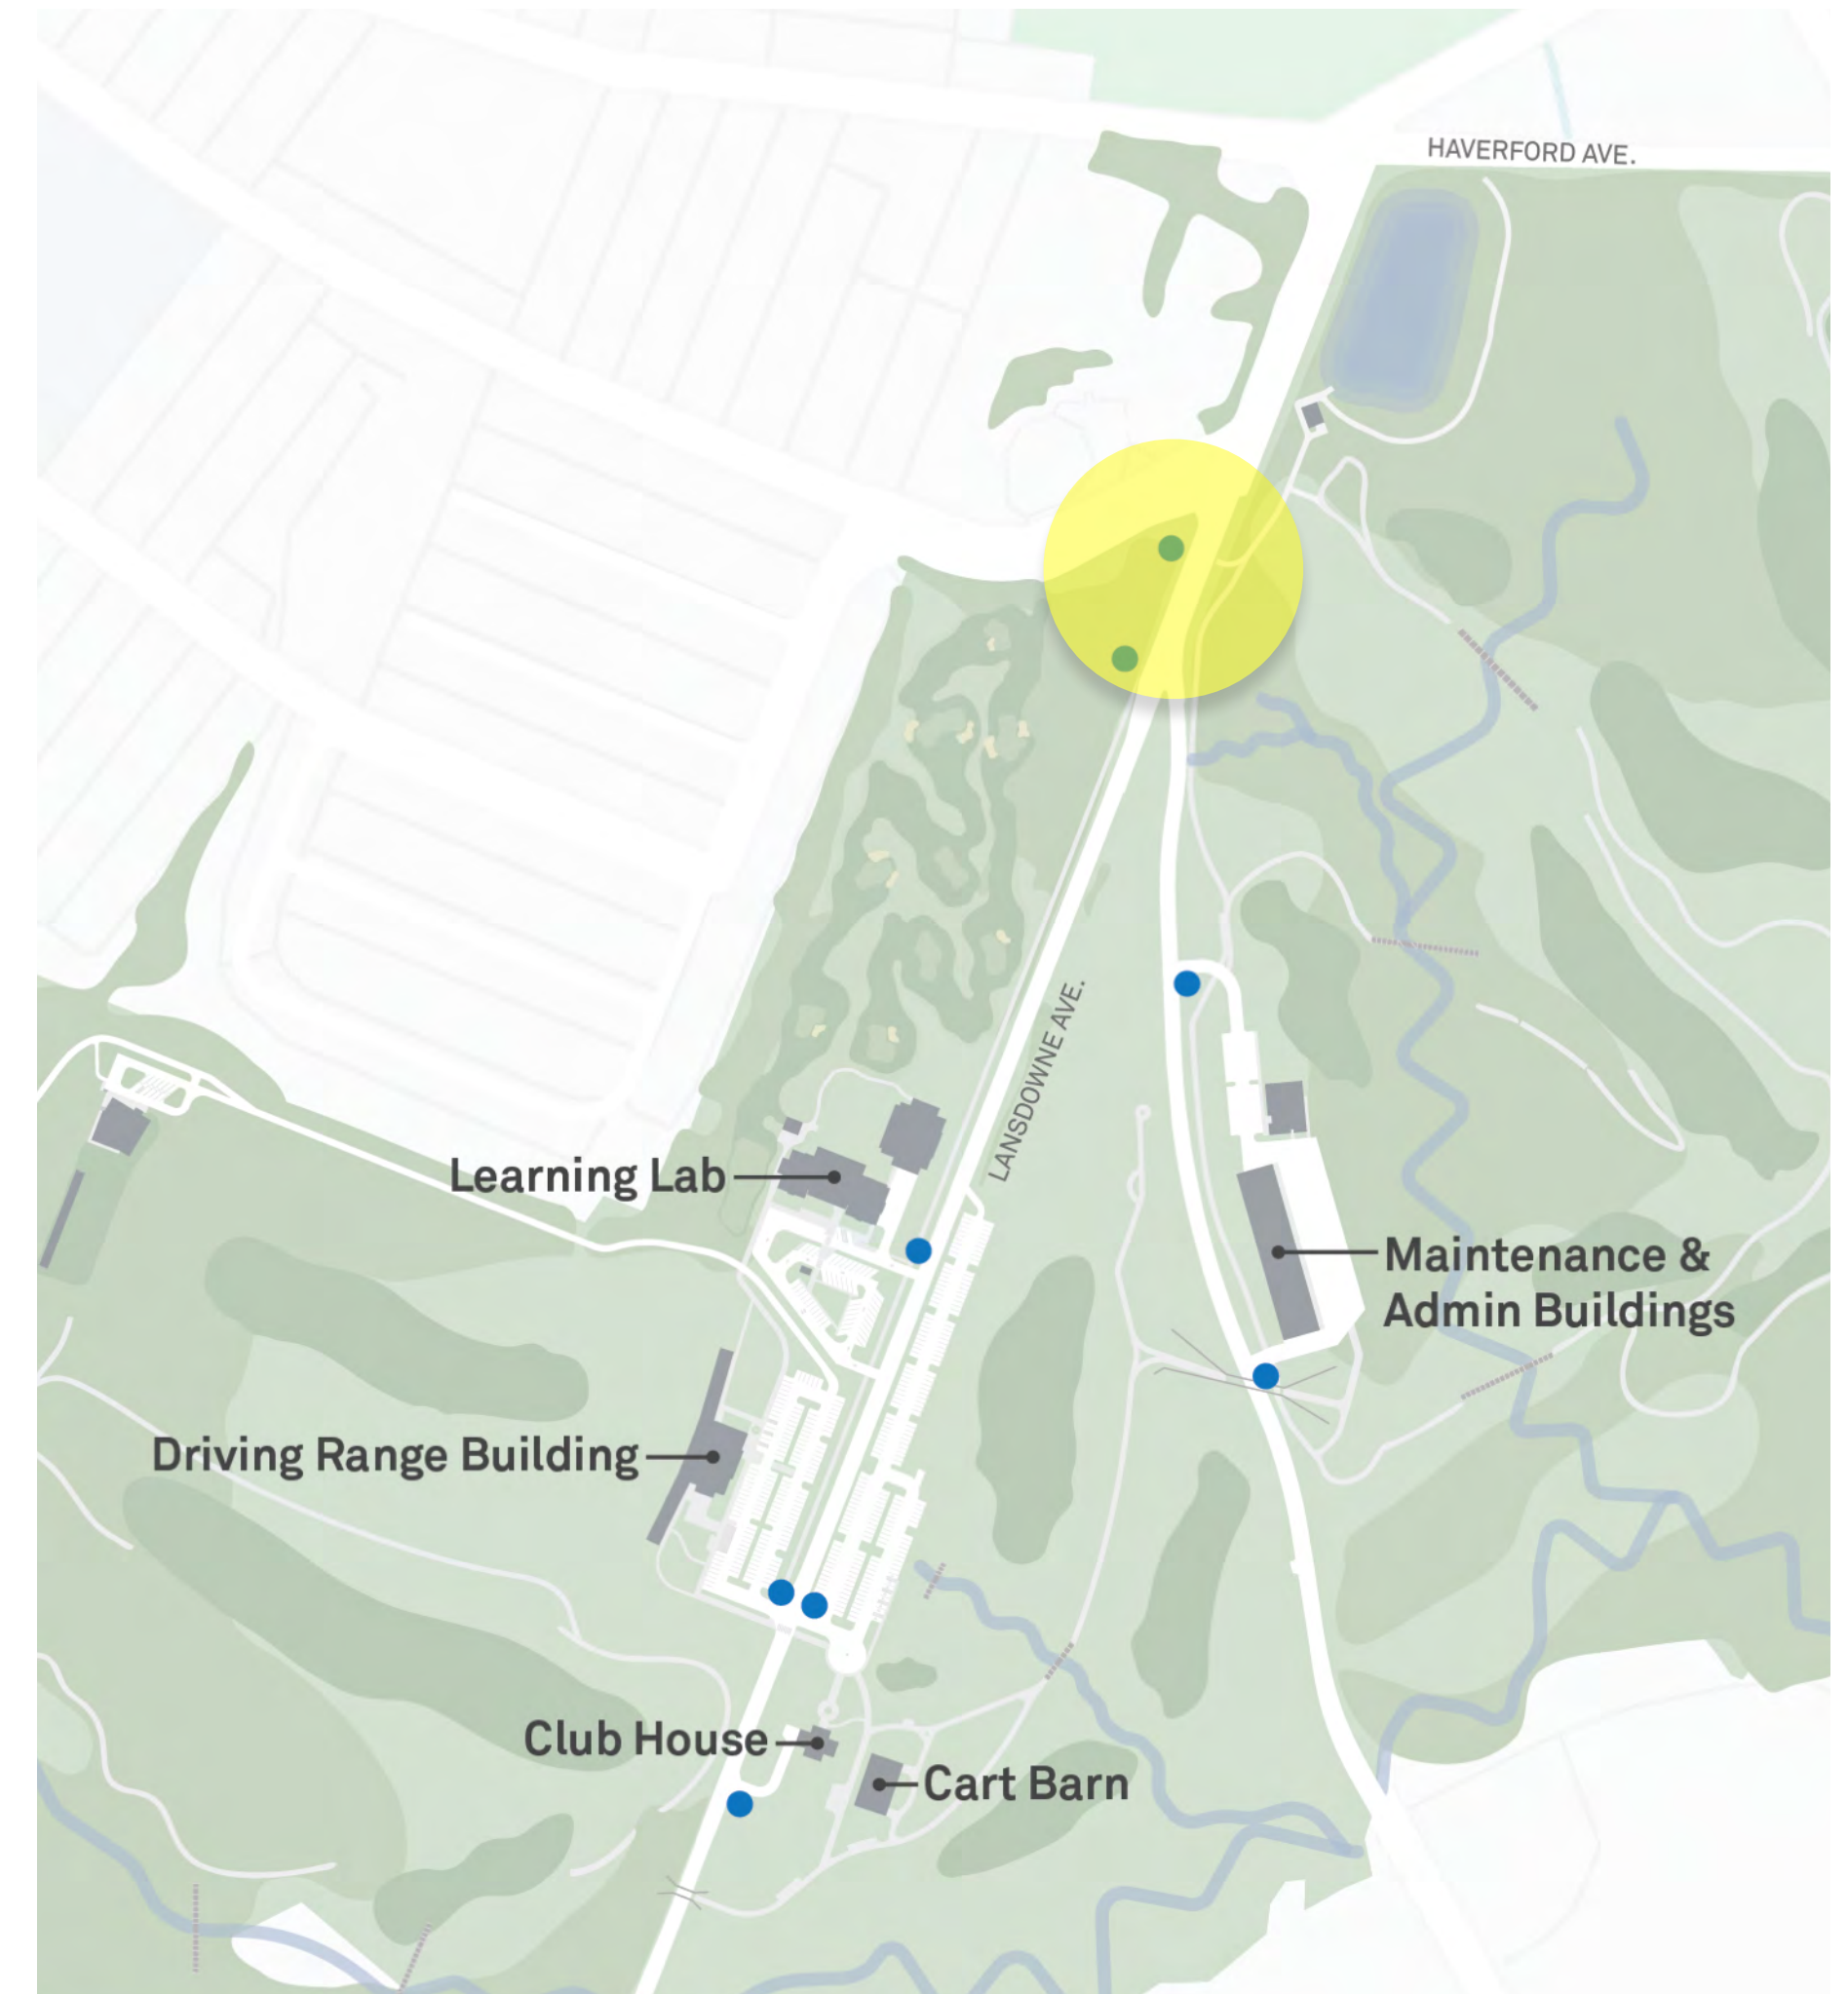 HAVERFORD AVE.
LANSDOWNE AVE.
Learning Lab
Maintenance &
Admin Buildings
Driving Range Building
Club House
Cart Barn